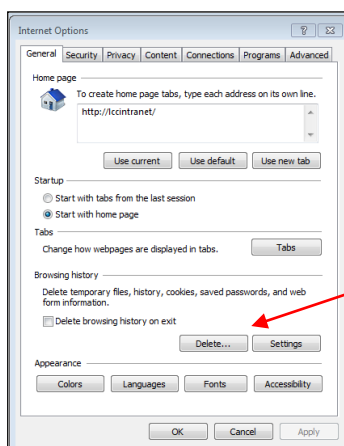 Internet Options
General Security Privacy Content Connections Programs Advanced
Home page
To create home page tabs, type each address on its own line.
http://lccintranet/
Use current Use default Use new tab
Startup
Start with tabs from the last session
Start with home page
Tabs
Change how webpages are displayed in tabs. Tabs
Browsing history
Delete temporary files, history, cookies, saved passwords, and web
form information.
Delete browsing history on exit
Delete... Settings
Appearance
Colors Languages Fonts Accessibility
OK Cancel Apply